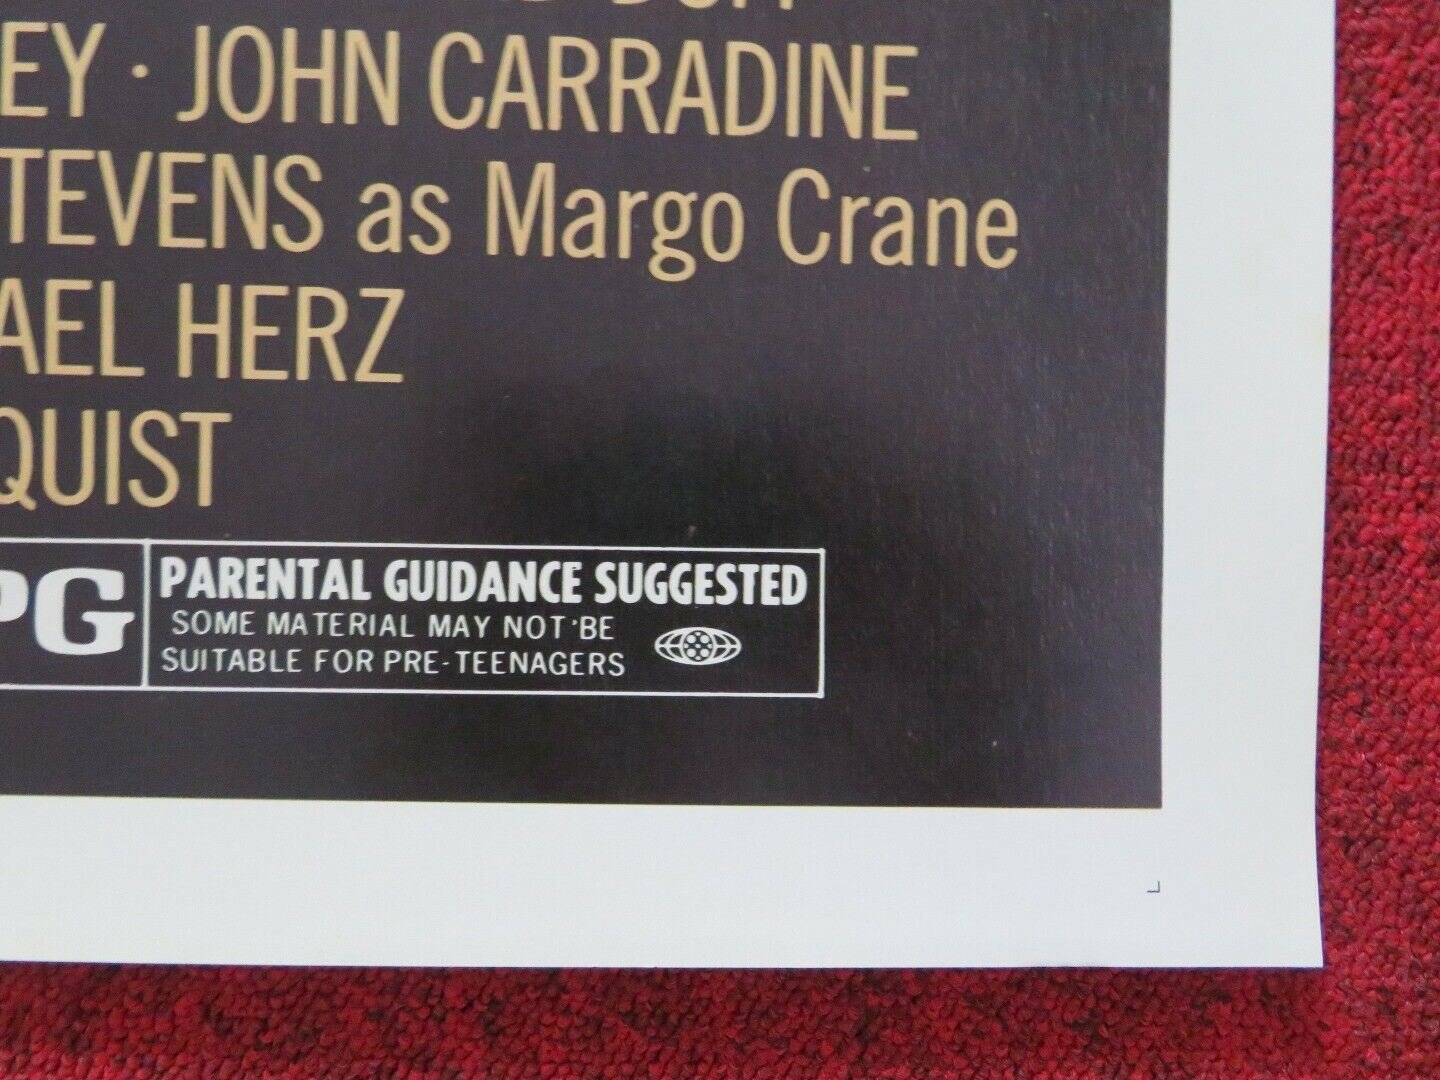 EY · JOHN CARRADINE
TEVENS as Margo Crane
AEL HERZ
QUIST
PG PARENTAL GUIDANCE SUGGESTED
SOME MATERIAL MAY NOT BE
SUITABLE FOR PRE-TEENAGERS